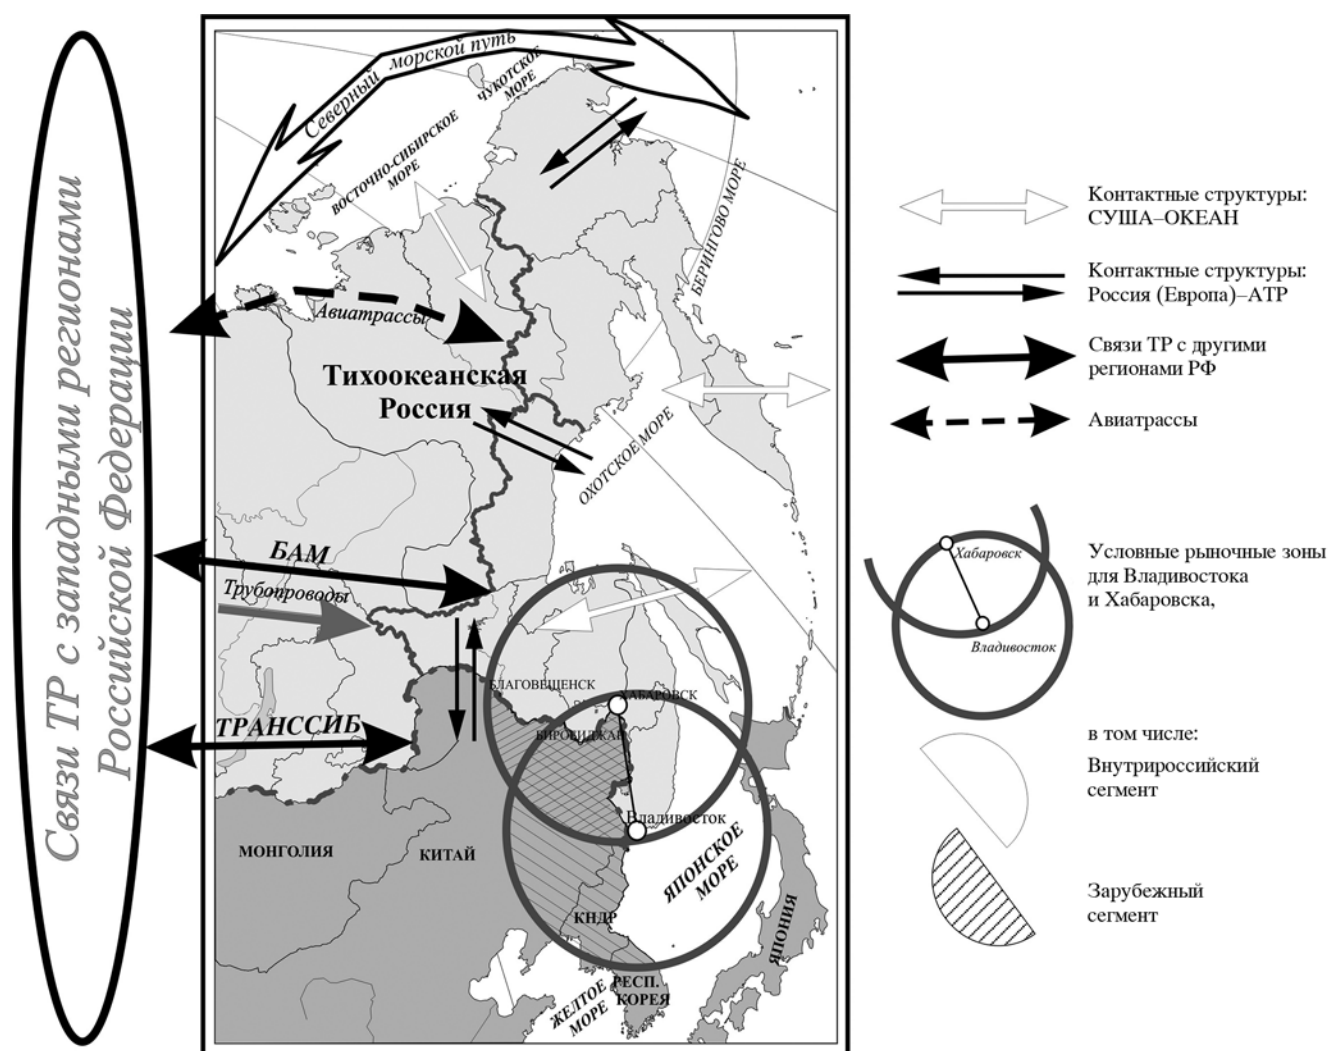 Связи ТР с западными регионами
Российской Федерации
Северный морской путь
ЧУКОТСКОЕ
МОРЕ
ВОСТОЧНО-СИБИРСКОЕ
МОРЕ
БЕРИНГОВО МОРЕ
Авиатрассы
Тихоокеанская
Россия
ОХОТСКОЕ МОРЕ
БАМ
Трубопроводы
ТРАНССИБ
БЛАГОВЕЩЕНСК
ХАБАРОВСК
БИРОБИДЖАН
Владивосток
МОНГОЛИЯ
КИТАЙ
ЯПОНСКОЕ
МОРЕ
КНДР
ЯПОНИЯ
РЕСП.
КОРЕЯ
ЖЕЛТОЕ
МОРЕ
Контактные структуры:
СУША–ОКЕАН
Контактные структуры:
Россия (Европа)–АТР
Связи ТР с другими
регионами РФ
Авиатрассы
Хабаровск
Владивосток
Условные рыночные зоны
для Владивостока
и Хабаровска,
в том числе:
Внутрироссийский
сегмент
Зарубежный
сегмент